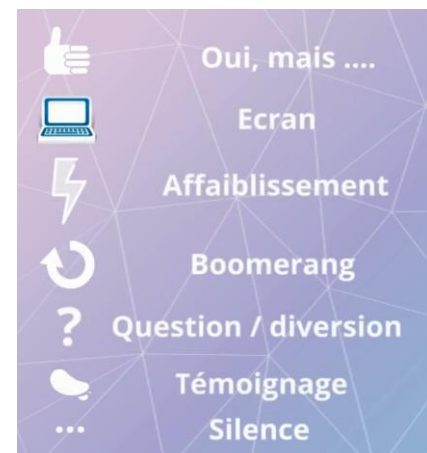 Oui, mais ....
Ecran
Affaiblissement
Boomerang
? Question / diversion
Témoignage
... Silence